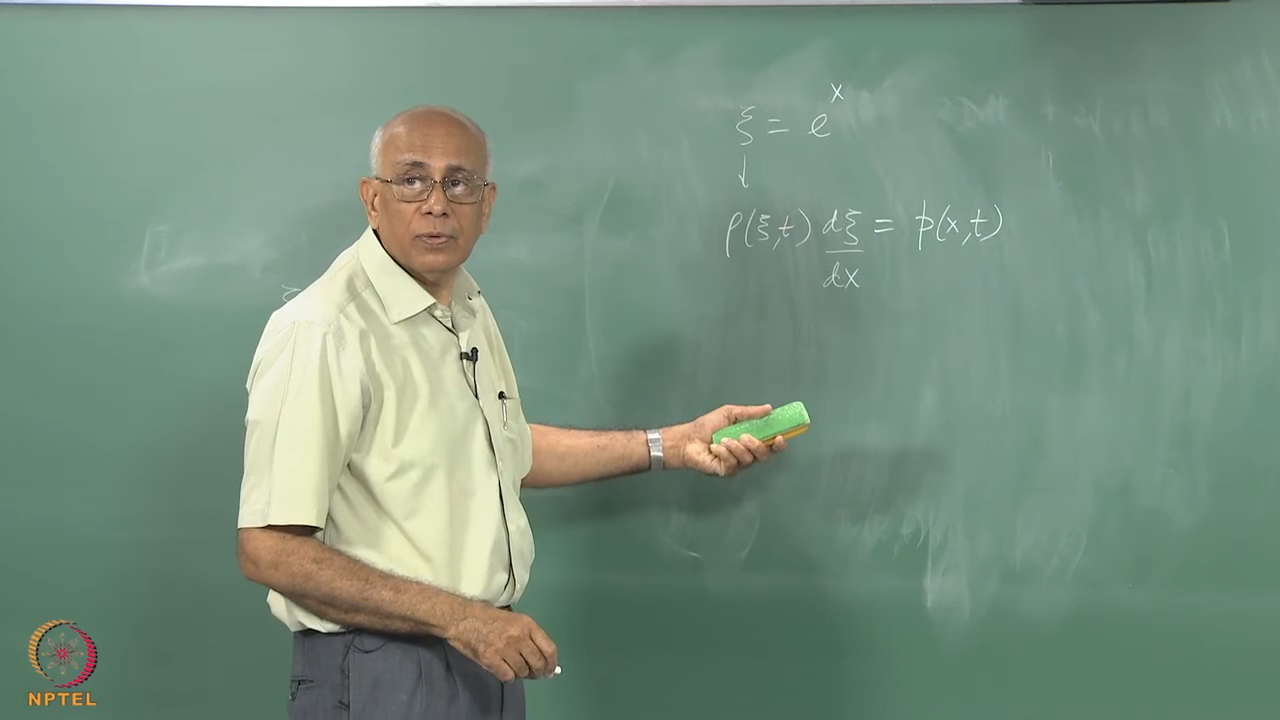 ξ = e^x
↓
ρ(ξ,t) dξ/dx = p(x,t)
NPTEL